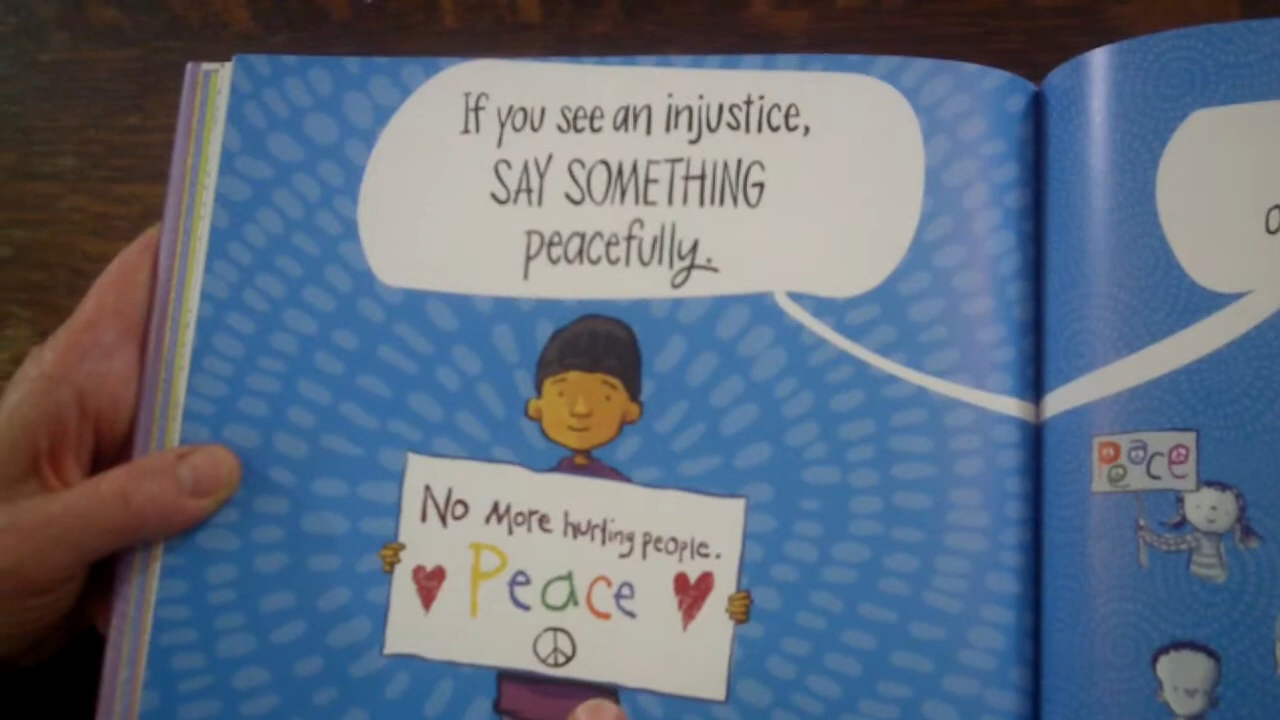 If you see an injustice,
SAY SOMETHING
peacefully.
No More hurting people.
Peace
Peace